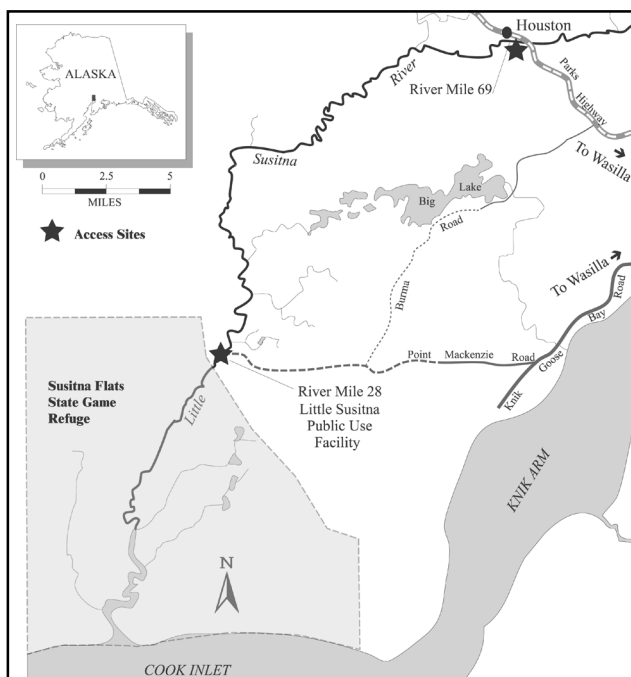 Houston
ALASKA
River
Parks
River Mile 69
Highway
To Wasilla
Susitna
0 2.5 5
MILES
Lake
Big
Access Sites
Road
To Wasilla
Burma
Road
Bay
Point Mackenzie Road
Goose
Knik
Susitna Flats
State Game
Refuge
River Mile 28
Little Susitna
Public Use
Facility
Little
KNIK ARM
N
COOK INLET